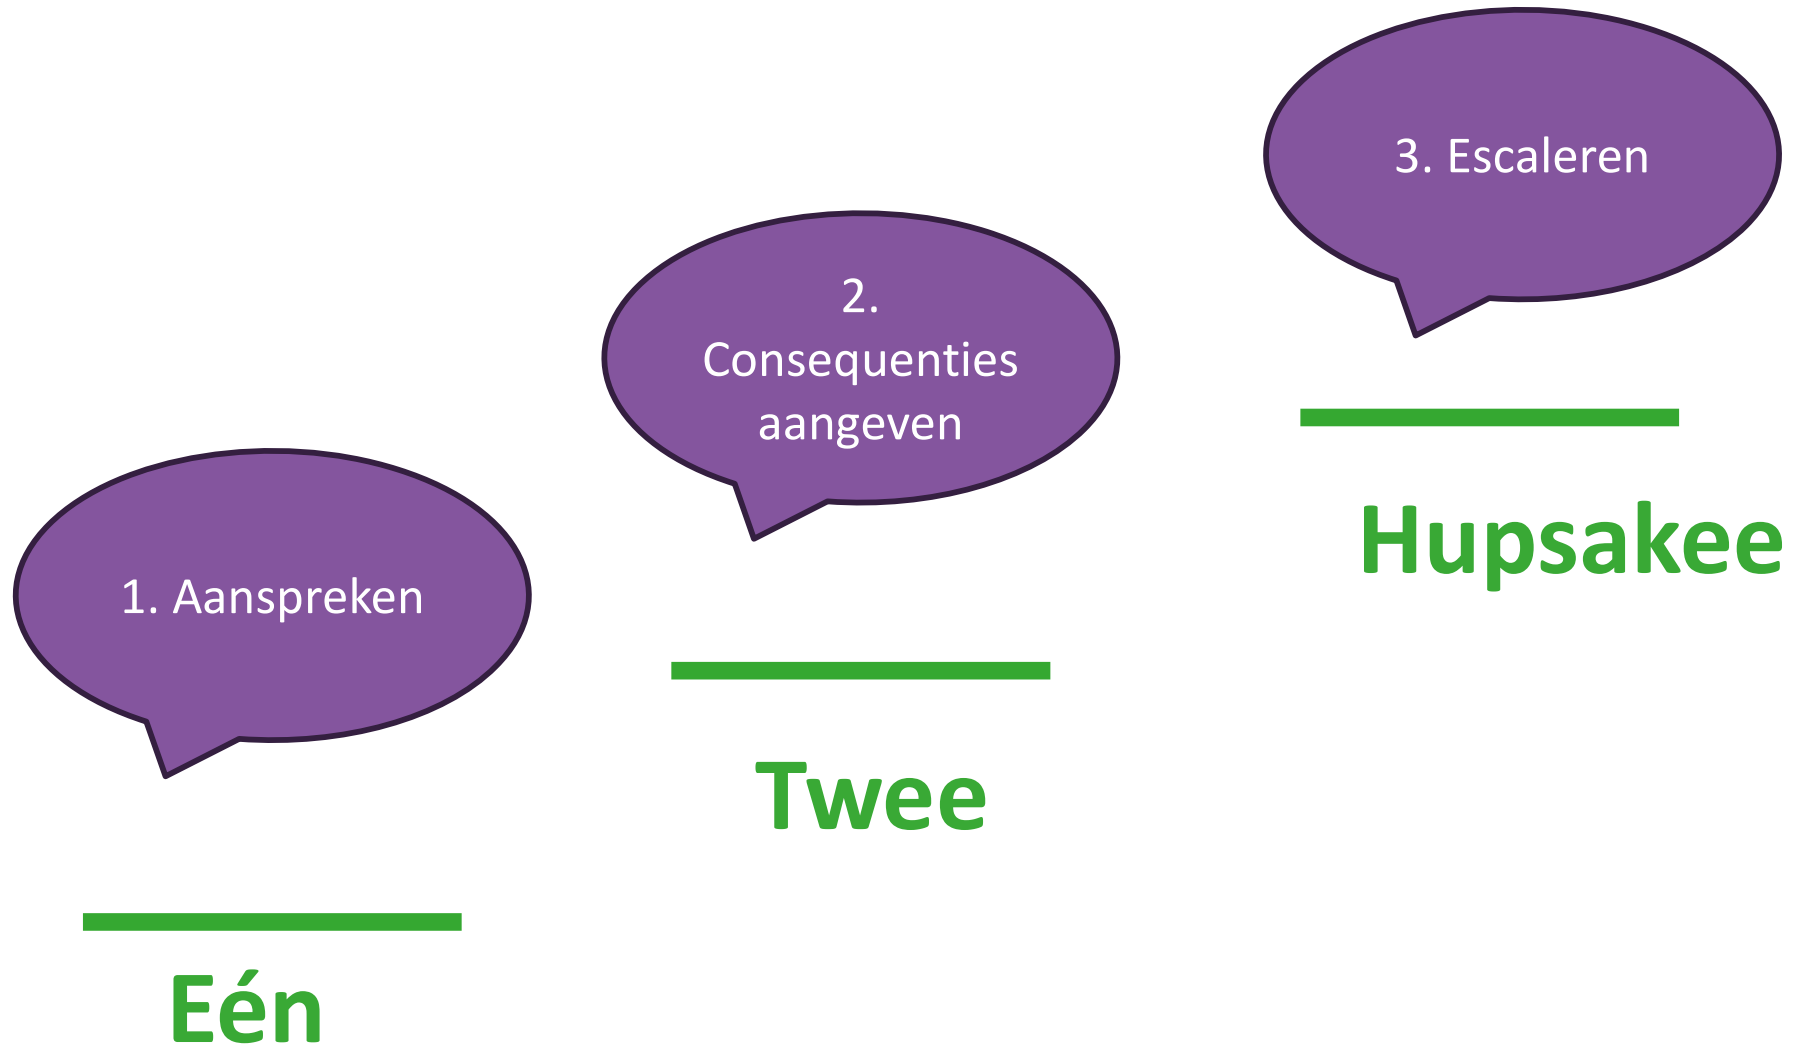 1. Aanspreken
Eén
2.
Consequenties
aangeven
Twee
3. Escaleren
Hupsakee